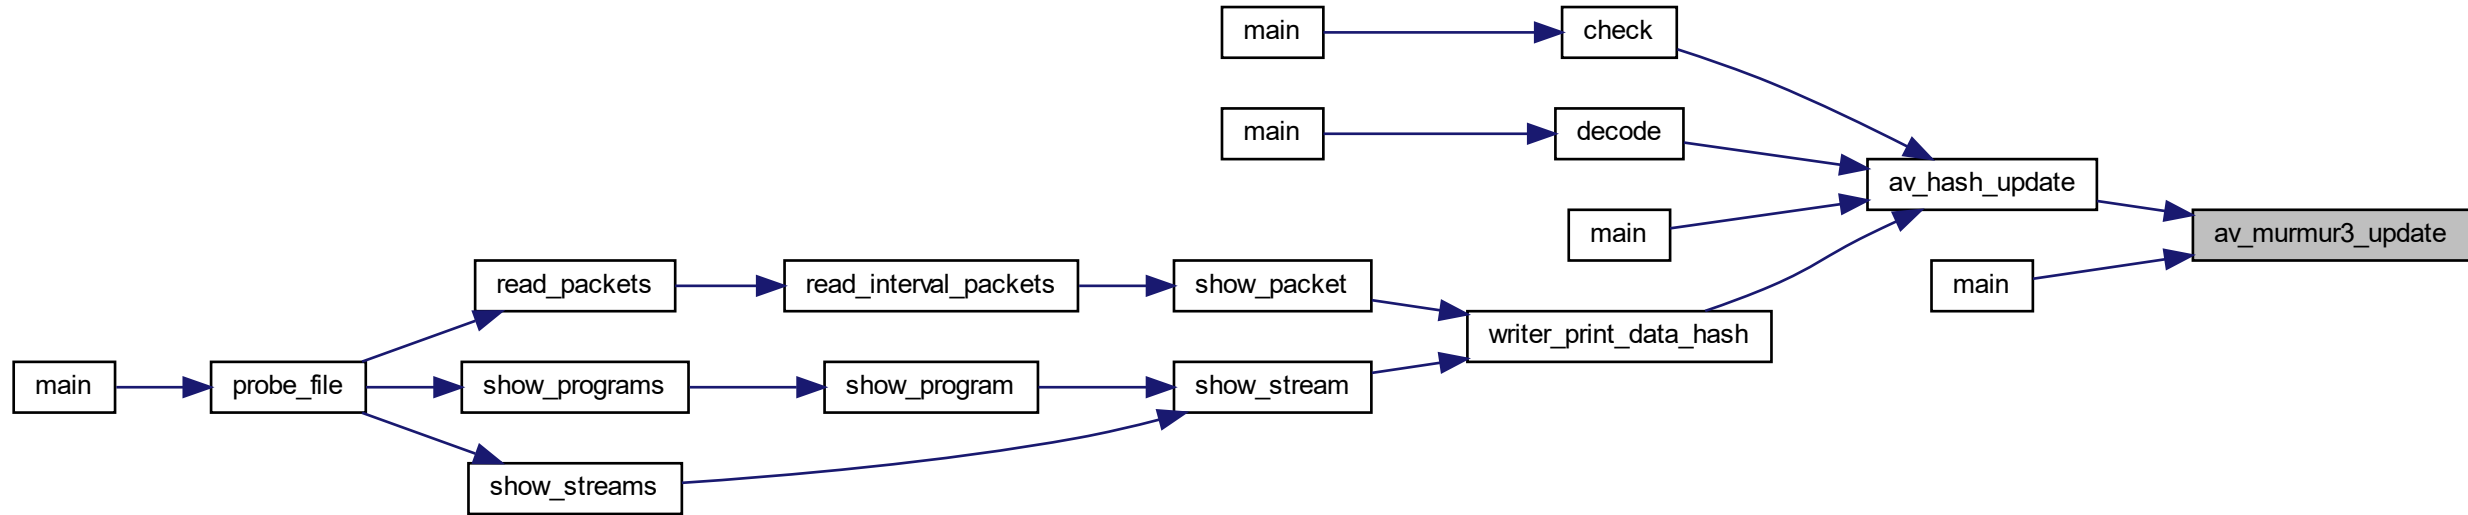 main
check
main
decode
av_hash_update
main
av_murmur3_update
read_packets
read_interval_packets
show_packet
main
writer_print_data_hash
main
probe_file
show_programs
show_program
show_stream
show_streams